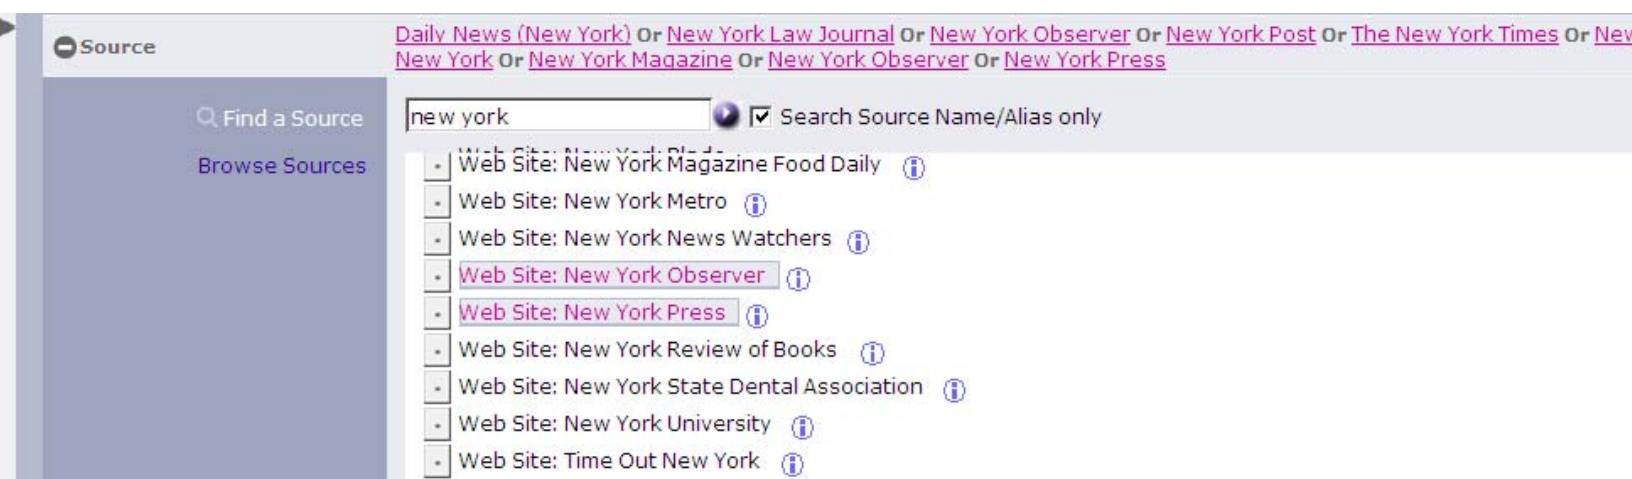 Source
Daily News (New York) Or New York Law Journal Or New York Observer Or New York Post Or The New York Times Or
New York Or New York Magazine Or New York Observer Or New York Press
Find a Source
new york
Search Source Name/Alias only
Browse Sources
Web Site: New York Magazine Food Daily
Web Site: New York Metro
Web Site: New York News Watchers
Web Site: New York Observer
Web Site: New York Press
Web Site: New York Review of Books
Web Site: New York State Dental Association
Web Site: New York University
Web Site: Time Out New York